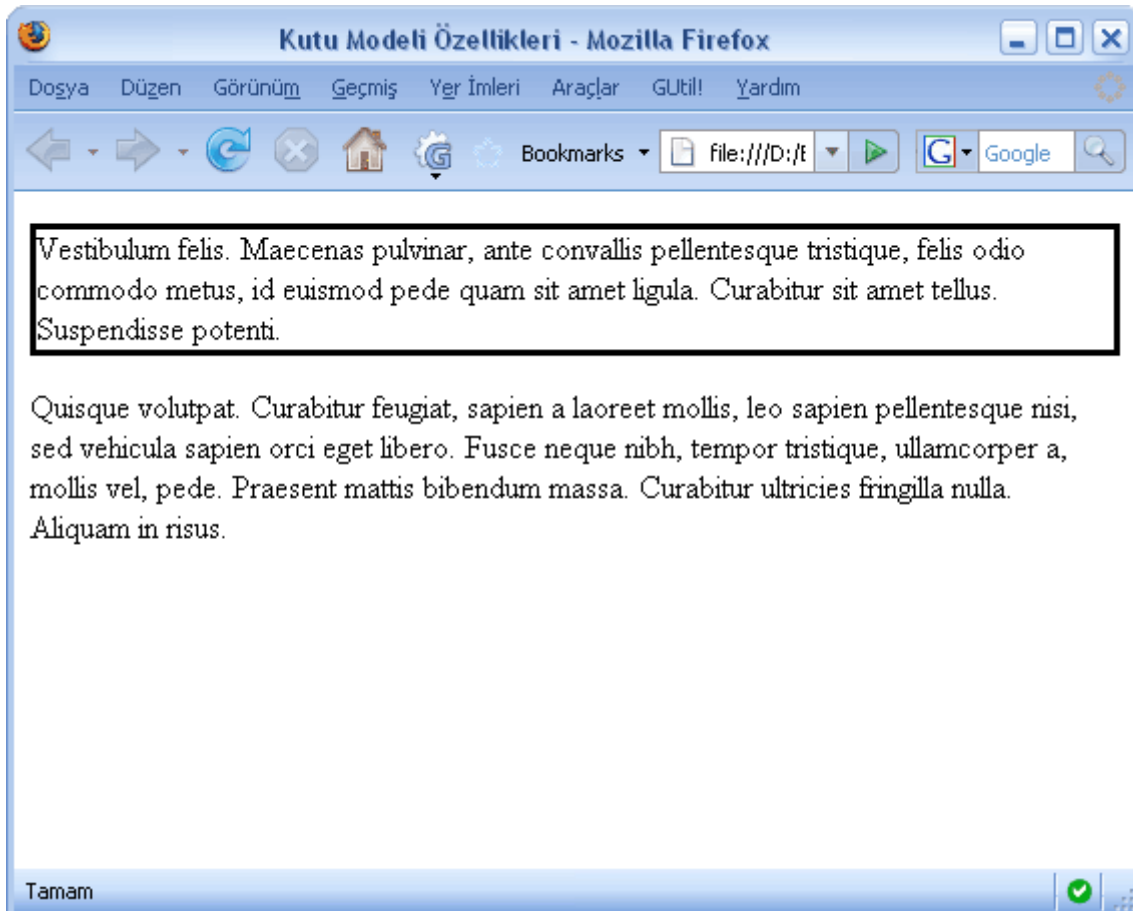 Kutu Modeli Özellikleri - Mozilla Firefox
Dosya Düzen Görünüm Geçmiş Yer İmleri Araçlar GUtil! Yardım
G Bookmarks file:///D:/E G Google
Vestibulum felis. Maecenas pulvinar, ante convallis pellentesque tristique, felis odio
commodo metus, id euismod pede quam sit amet ligula. Curabitur sit amet tellus.
Suspendisse potenti.
Quisque volutpat. Curabitur feugiat, sapien a laoreet mollis, leo sapien pellentesque nisi,
sed vehicula sapien orci eget libero. Fusce neque nibh, tempor tristique, ullamcorper a,
mollis vel, pede. Praesent mattis bibendum massa. Curabitur ultricies fringilla nulla.
Aliquam in risus.
Tamam